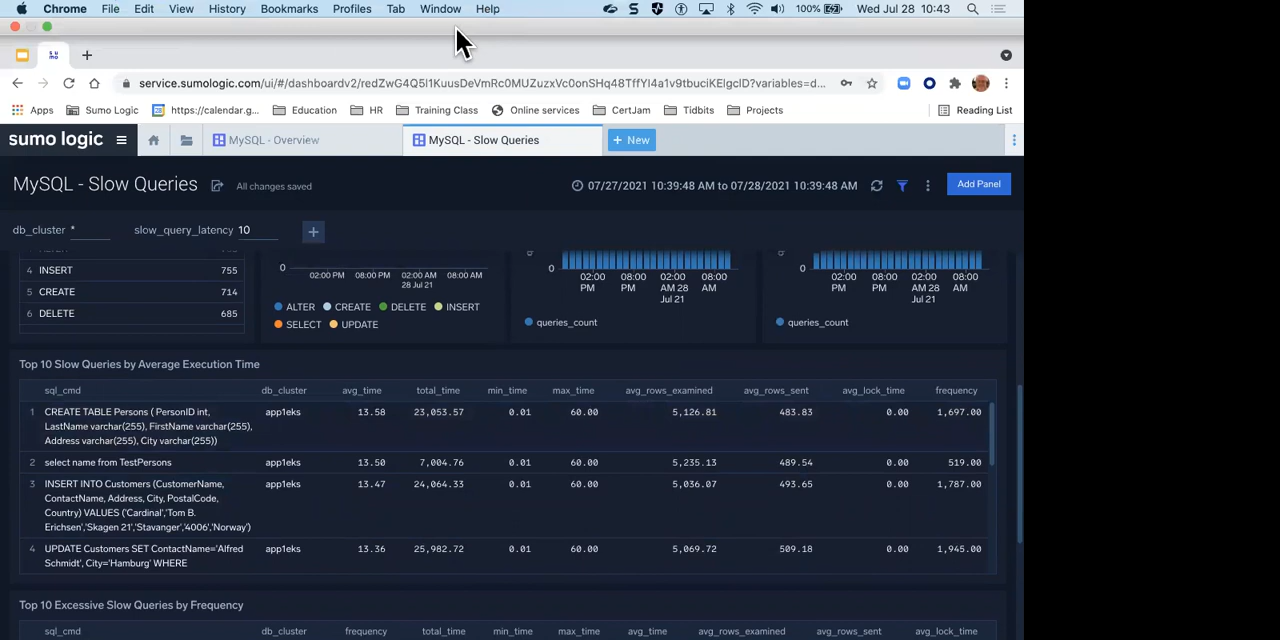 Chrome File Edit View History Bookmarks Profiles Tab Window Help 100% Wed Jul 28 10:43
service.sumologic.com/ui/#/dashboardv2/redZwG4Q5l1KuusDeVmRc0MUZuzxVc0onSHq48TffYl4a1v9tbuciKElgclD?variables=d...
Apps Sumo Logic https://calendar.g... Education HR Training Class Online services CertJam Tidbits Projects Reading List
sumo logic MySQL - Overview MySQL - Slow Queries + New
MySQL - Slow Queries All changes saved 07/27/2021 10:39:48 AM to 07/28/2021 10:39:48 AM Add Panel
db_cluster * slow_query_latency 10 +
4 INSERT 755
5 CREATE 714
6 DELETE 685
0 02:00 PM 08:00 PM 02:00 AM 08:00 AM
28 Jul 21
ALTER CREATE DELETE INSERT
SELECT UPDATE
0 02:00 08:00 02:00 08:00
PM PM AM 28 AM
Jul 21
queries_count
0 02:00 08:00 02:00 08:00
PM PM AM 28 AM
Jul 21
queries_count
Top 10 Slow Queries by Average Execution Time
sql_cmd db_cluster avg_time total_time min_time max_time avg_rows_examined avg_rows_sent avg_lock_time frequency
1 CREATE TABLE Persons ( PersonID int, app1eks 13.58 23,053.57 0.01 60.00 5,126.81 483.83 0.00 1,697.00
LastName varchar(255), FirstName varchar(255),
Address varchar(255), City varchar(255))
2 select name from TestPersons app1eks 13.50 7,004.76 0.01 60.00 5,235.13 489.54 0.00 519.00
3 INSERT INTO Customers (CustomerName, app1eks 13.47 24,064.33 0.01 60.00 5,036.07 493.65 0.00 1,787.00
ContactName, Address, City, PostalCode,
Country) VALUES ('Cardinal','Tom B.
Erichsen','Skagen 21','Stavanger','4006','Norway')
4 UPDATE Customers SET ContactName='Alfred app1eks 13.36 25,982.72 0.01 60.00 5,069.72 509.18 0.00 1,945.00
Schmidt', City='Hamburg' WHERE
Top 10 Excessive Slow Queries by Frequency
sql_cmd db_cluster frequency total_time min_time max_time avg_time avg_rows_examined avg_rows_sent avg_lock_time